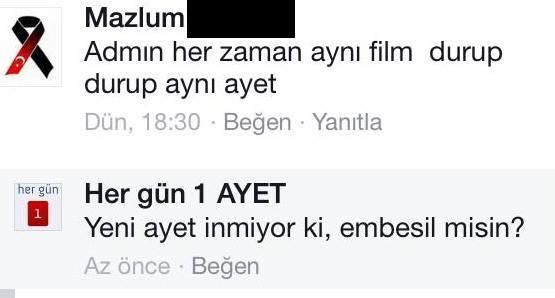 Mazlum
Admın her zaman aynı film durup
durup aynı ayet
Dün, 18:30 · Beğen · Yanıtla
her gün
1
Her gün 1 AYET
Yeni ayet inmiyor ki, embesil misin?
Az önce · Beğen